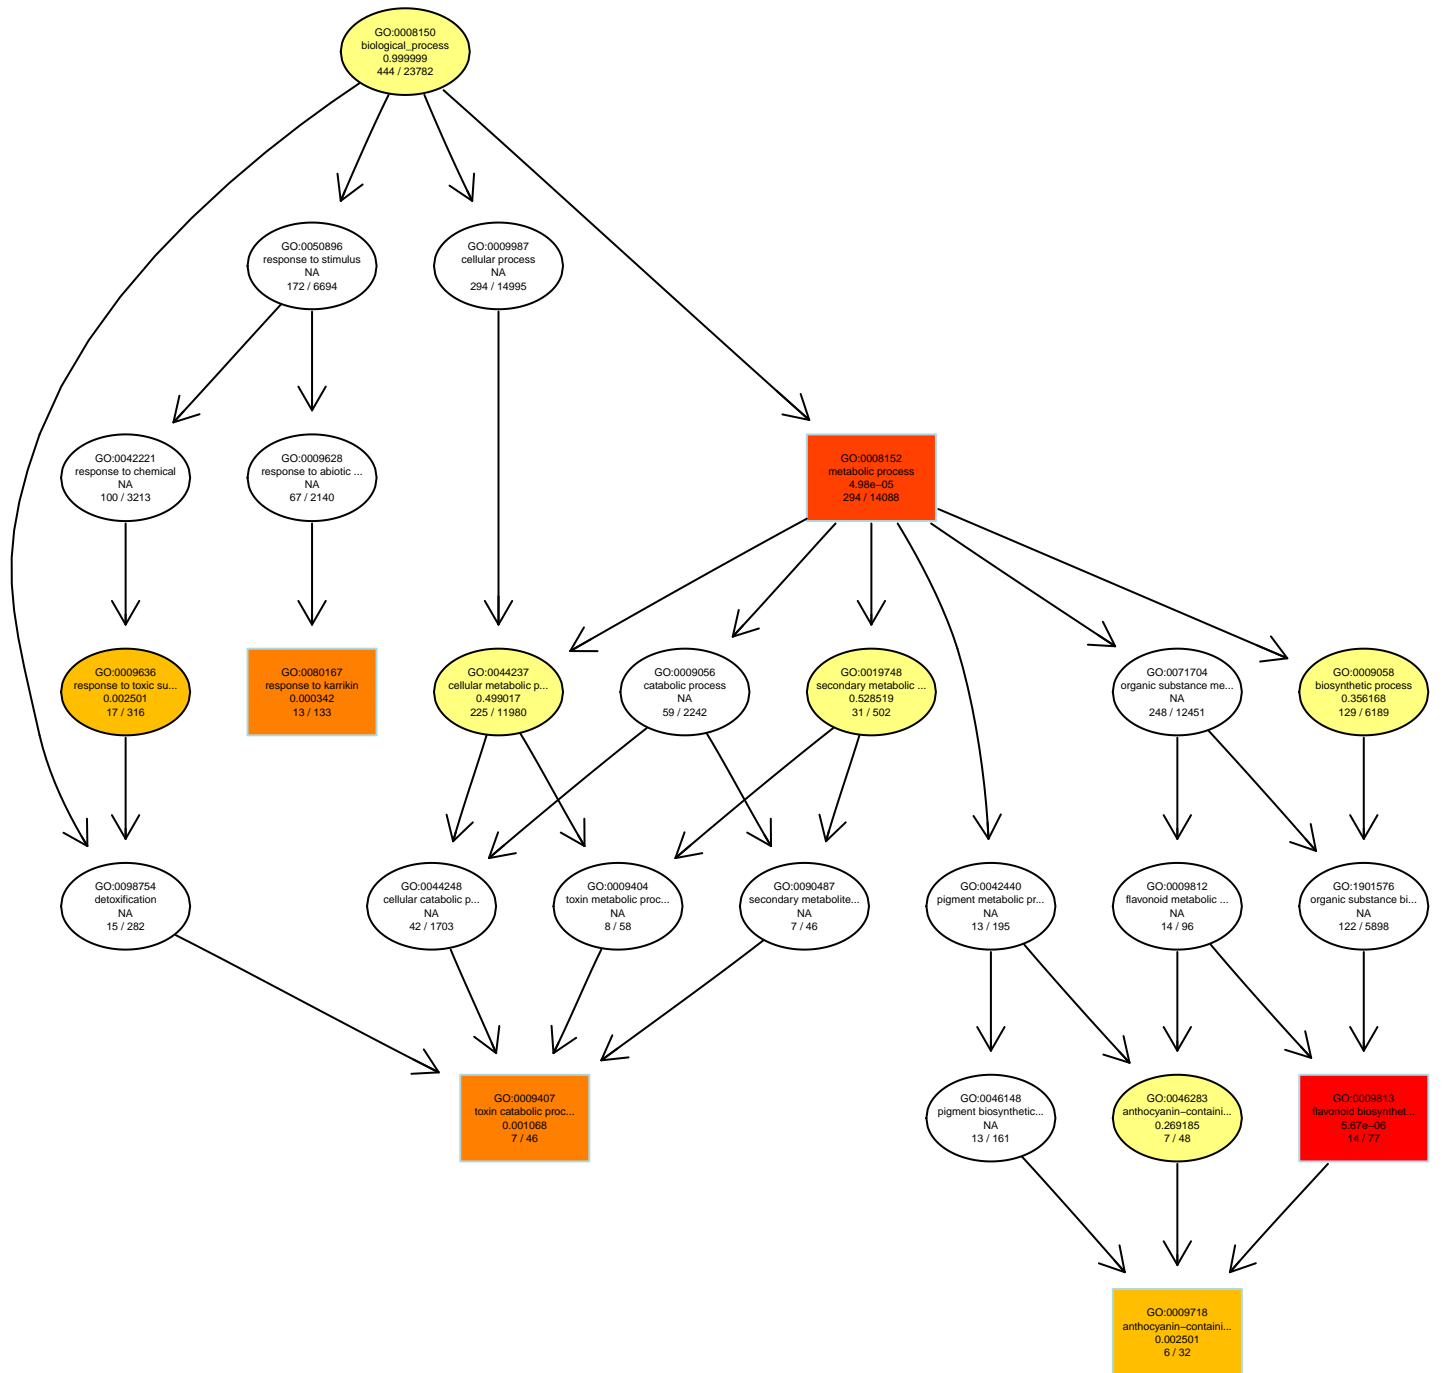 GO:0008150
biological_process
0.999999
444 / 23782
GO:0050896
response to stimulus
NA
172 / 6694
GO:0009987
cellular process
NA
294 / 14995
GO:0042221
response to chemical
NA
100 / 3213
GO:0009628
response to abiotic ...
NA
67 / 2140
GO:0008152
metabolic process
4.98e−05
294 / 14088
GO:0009636
response to toxic su...
0.002501
17 / 316
GO:0080167
response to karrikin
0.000342
13 / 133
GO:0044237
cellular metabolic p...
0.499017
225 / 11980
GO:0009056
catabolic process
NA
59 / 2242
GO:0019748
secondary metabolic ...
0.528519
31 / 502
GO:0071704
organic substance me...
NA
248 / 12451
GO:0009058
biosynthetic process
0.356168
129 / 6189
GO:0098754
detoxification
NA
15 / 282
GO:0044248
cellular catabolic p...
NA
42 / 1703
GO:0009404
toxin metabolic proc...
NA
8 / 58
GO:0090487
secondary metabolite...
NA
7 / 46
GO:0042440
pigment metabolic pr...
NA
13 / 195
GO:0009812
flavonoid metabolic ...
NA
14 / 96
GO:1901576
organic substance bi...
NA
122 / 5898
GO:0009407
toxin catabolic proc...
0.001068
7 / 46
GO:0046148
pigment biosynthetic...
NA
13 / 161
GO:0046283
anthocyanin−containi...
0.269185
7 / 48
GO:0009813
flavonoid biosynthet...
5.67e−06
14 / 77
GO:0009718
anthocyanin−containi...
0.002501
6 / 32